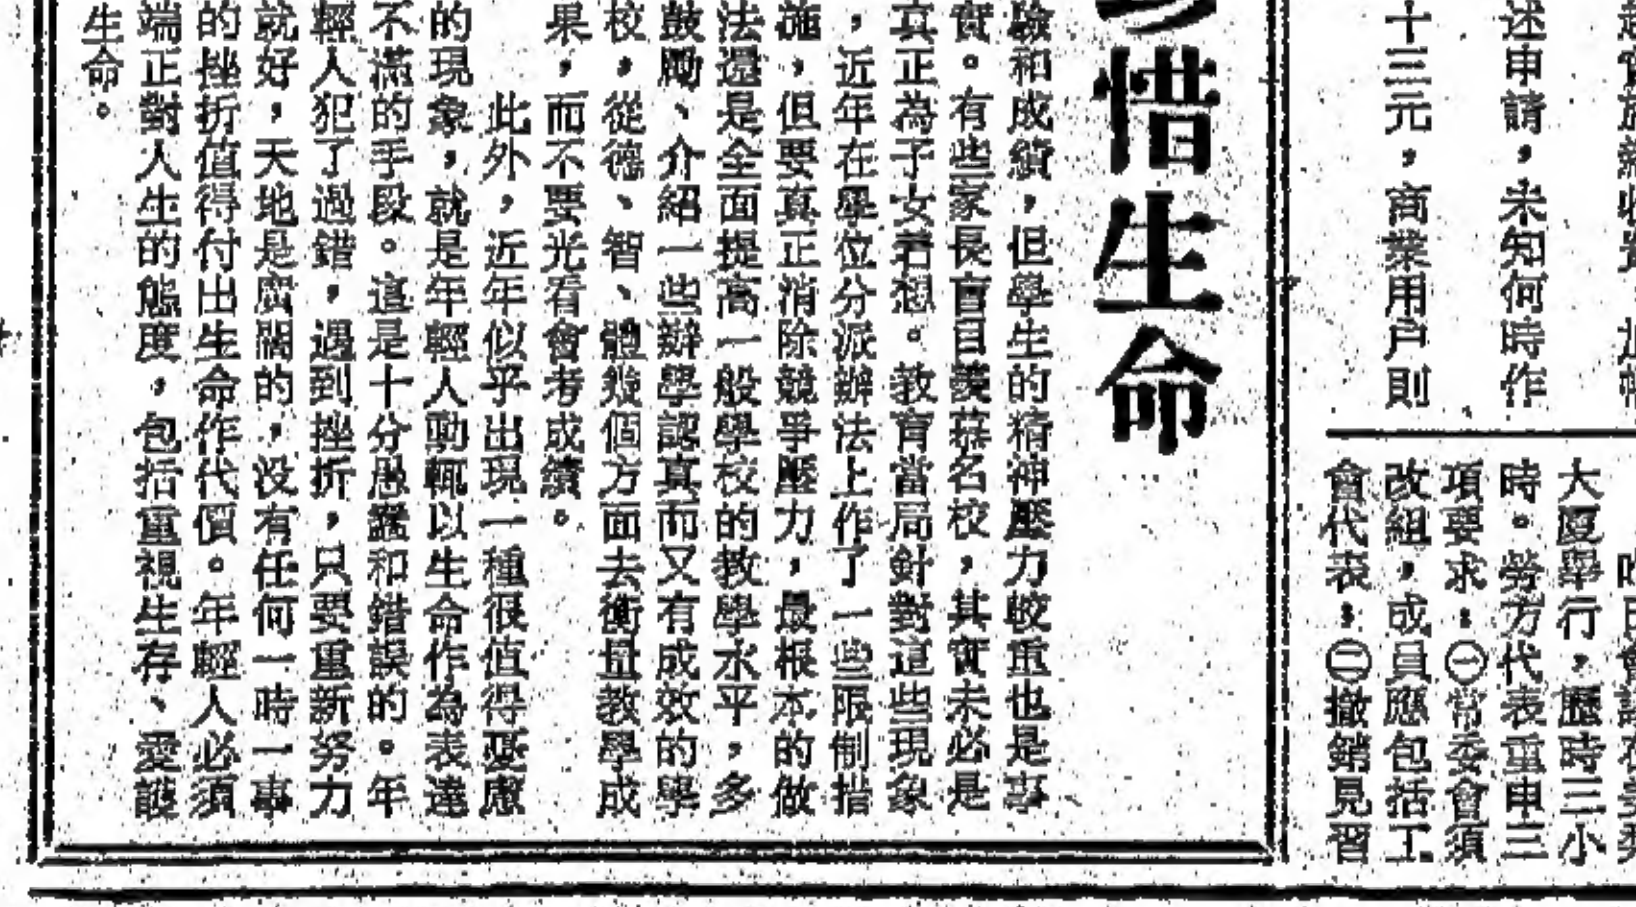 惜生命
驗和成績，但學生的精神壓力較重也是事
實。有些家長盲目羨慕名校，其實未必是
真正為子女着想。教育當局針對這些現象
，近年在學位分派辦法上作了一些限制措
施，但要真正消除競爭壓力，最根本的做
法還是全面提高一般學校的教學水平，多
鼓勵、介紹一些辦學認真而又有成效的學
校，從德、智、體幾個方面去衡量教學成
果，而不要光看會考成績。
此外，近年似乎出現一種很值得憂慮
的現象，就是年輕人動輒以生命作為表達
不滿的手段。這是十分愚蠢和錯誤的。年
輕人犯了過錯，遇到挫折，只要重新努力
就好，天地是廣闊的，没有任何一時一事
的挫折值得付出生命作代價。年輕人必須
端正對人生的態度，包括重視生存、愛護
生命。
述申請，未知何時作
十三元，商業用戶則
大廈舉行，歷時三小
時。勞方代表重申三
項要求：㊀常委會須
改組，成員應包括工
會代表；㊁撤銷見習